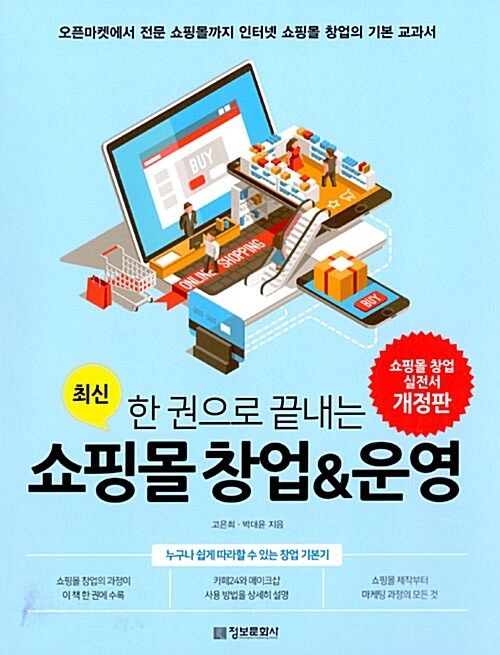 오픈마켓에서 전문 쇼핑몰까지 인터넷 쇼핑몰 창업의 기본 교과서
BUY
ONLINE SHOPPING
BUY
쇼핑몰 창업
실전서
개정판
최신
한 권으로 끝내는
쇼핑몰 창업&운영
고은희 · 박대윤 지음
누구나 쉽게 따라할 수 있는 창업 기본기
쇼핑몰 창업의 과정이
이 책 한 권에 수록
카페24와 메이크샵
사용 방법을 상세히 설명
쇼핑몰 제작부터
마케팅 과정의 모든 것
정보문화사